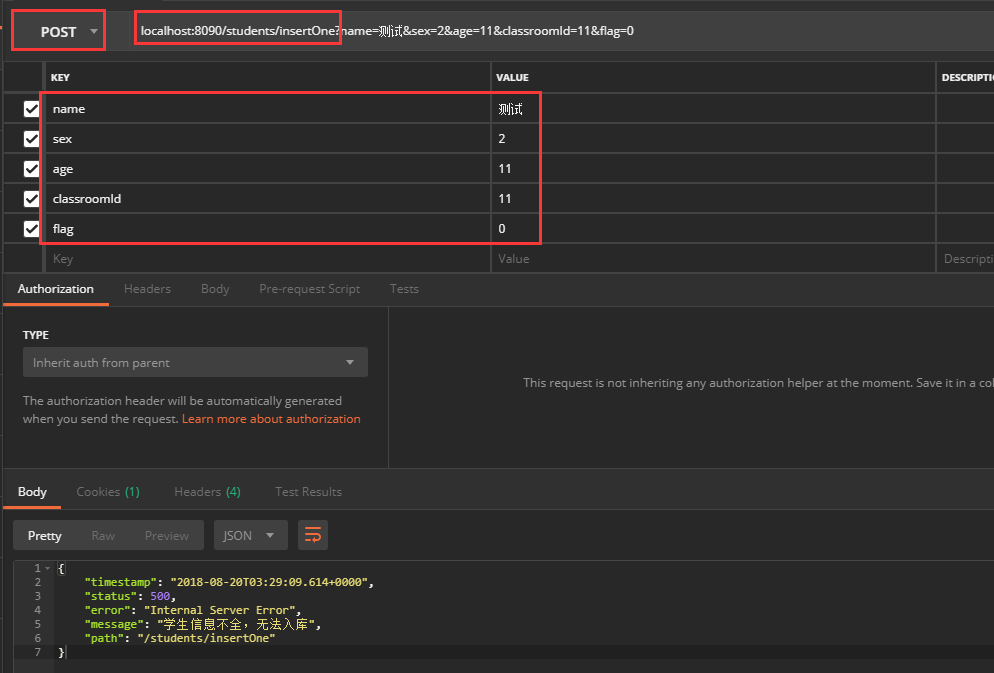 POST localhost:8090/students/insertOne?name=测试&sex=2&age=11&classroomId=11&flag=0
KEY VALUE DESCRIPTI
name 测试
sex 2
age 11
classroomId 11
flag 0
Key Value Descripti
Authorization Headers Body Pre-request Script Tests
TYPE
Inherit auth from parent
The authorization header will be automatically generated
when you send the request. Learn more about authorization
This request is not inheriting any authorization helper at the moment. Save it in a col
Body Cookies (1) Headers (4) Test Results
Pretty Raw Preview JSON
1 {
2 "timestamp": "2018-08-20T03:29:09.614+0000",
3 "status": 500,
4 "error": "Internal Server Error",
5 "message": "学生信息不全，无法入库",
6 "path": "/students/insertOne"
7 }